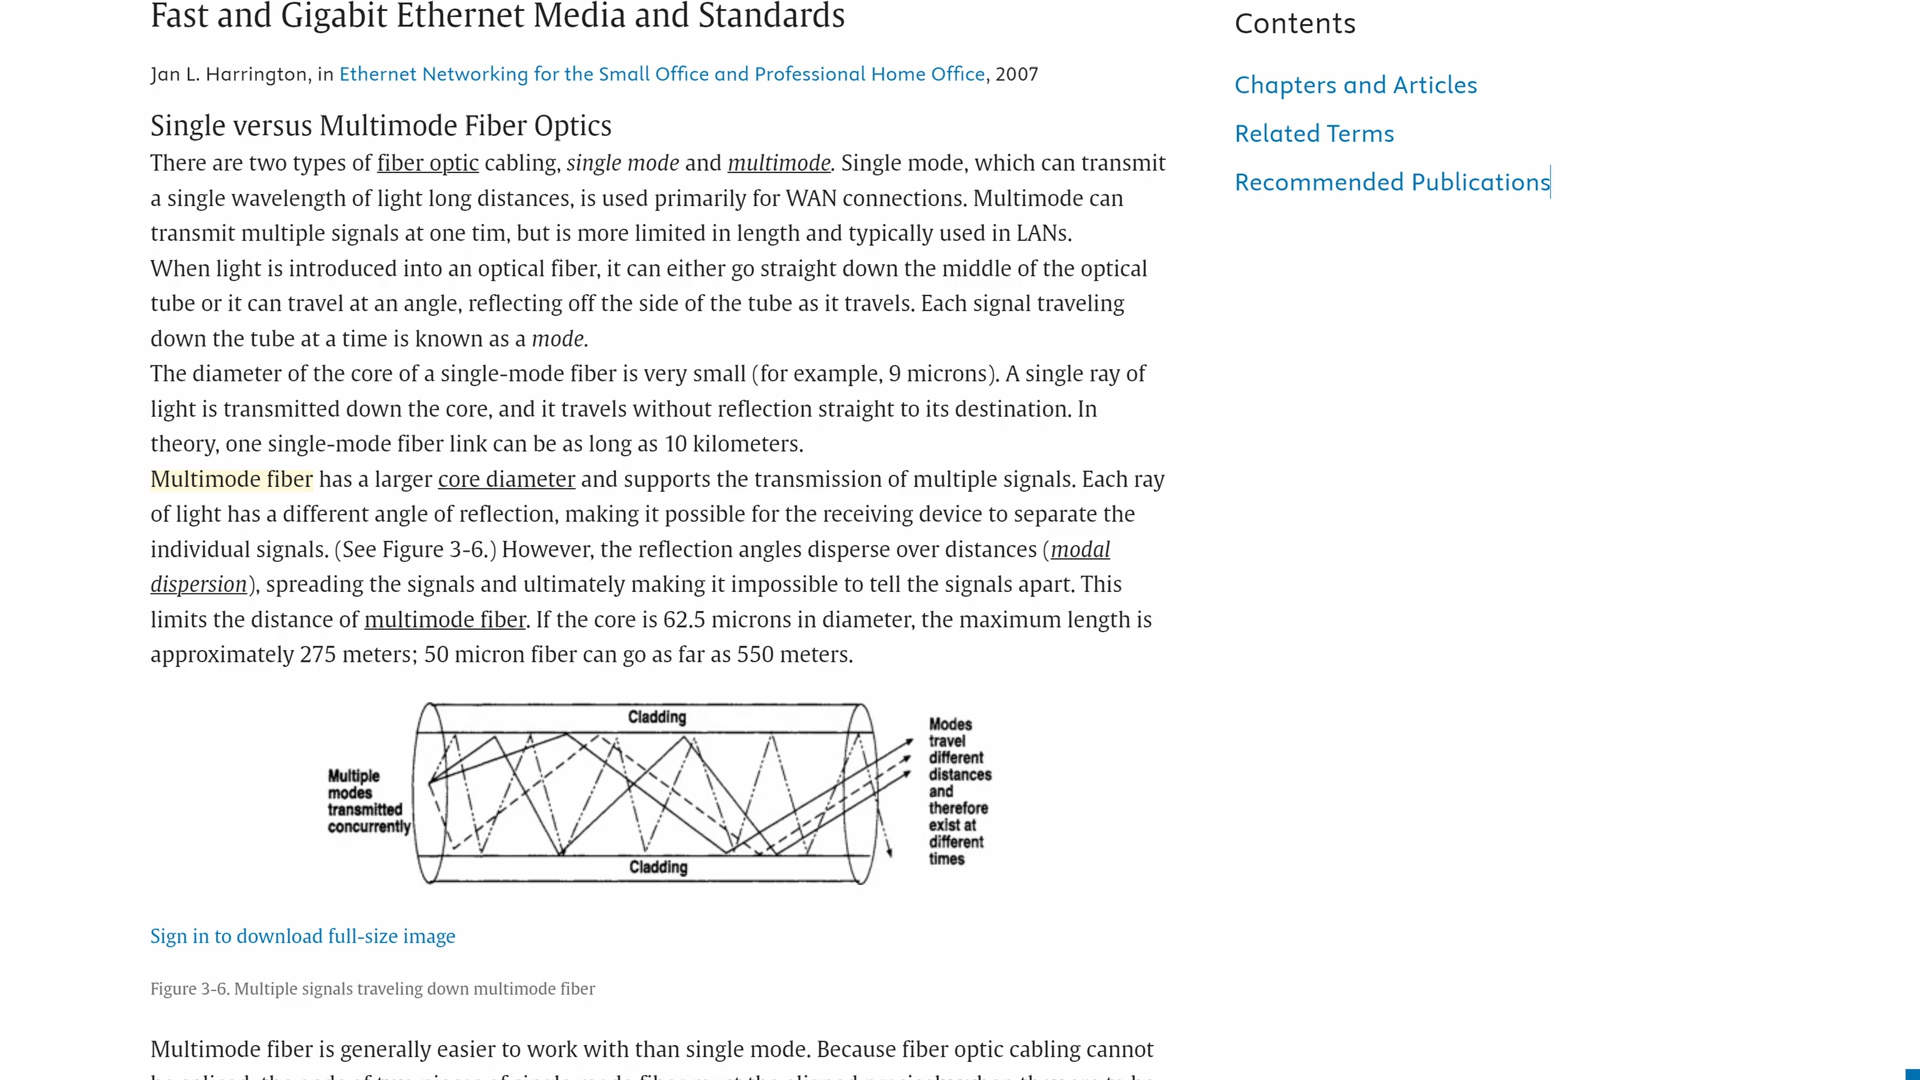 Fast and Gigabit Ethernet Media and Standards
Jan L. Harrington, in Ethernet Networking for the Small Office and Professional Home Office, 2007
Single versus Multimode Fiber Optics
There are two types of fiber optic cabling, single mode and multimode. Single mode, which can transmit
a single wavelength of light long distances, is used primarily for WAN connections. Multimode can
transmit multiple signals at one tim, but is more limited in length and typically used in LANs.
When light is introduced into an optical fiber, it can either go straight down the middle of the optical
tube or it can travel at an angle, reflecting off the side of the tube as it travels. Each signal traveling
down the tube at a time is known as a mode.
The diameter of the core of a single-mode fiber is very small (for example, 9 microns). A single ray of
light is transmitted down the core, and it travels without reflection straight to its destination. In
theory, one single-mode fiber link can be as long as 10 kilometers.
Multimode fiber has a larger core diameter and supports the transmission of multiple signals. Each ray
of light has a different angle of reflection, making it possible for the receiving device to separate the
individual signals. (See Figure 3-6.) However, the reflection angles disperse over distances (modal
dispersion), spreading the signals and ultimately making it impossible to tell the signals apart. This
limits the distance of multimode fiber. If the core is 62.5 microns in diameter, the maximum length is
approximately 275 meters; 50 micron fiber can go as far as 550 meters.
Cladding
Multiple
modes
transmitted
concurrently
Modes
travel
different
distances
and
therefore
exist at
different
times
Cladding
Sign in to download full-size image
Figure 3-6. Multiple signals traveling down multimode fiber
Multimode fiber is generally easier to work with than single mode. Because fiber optic cabling cannot
Contents
Chapters and Articles
Related Terms
Recommended Publications